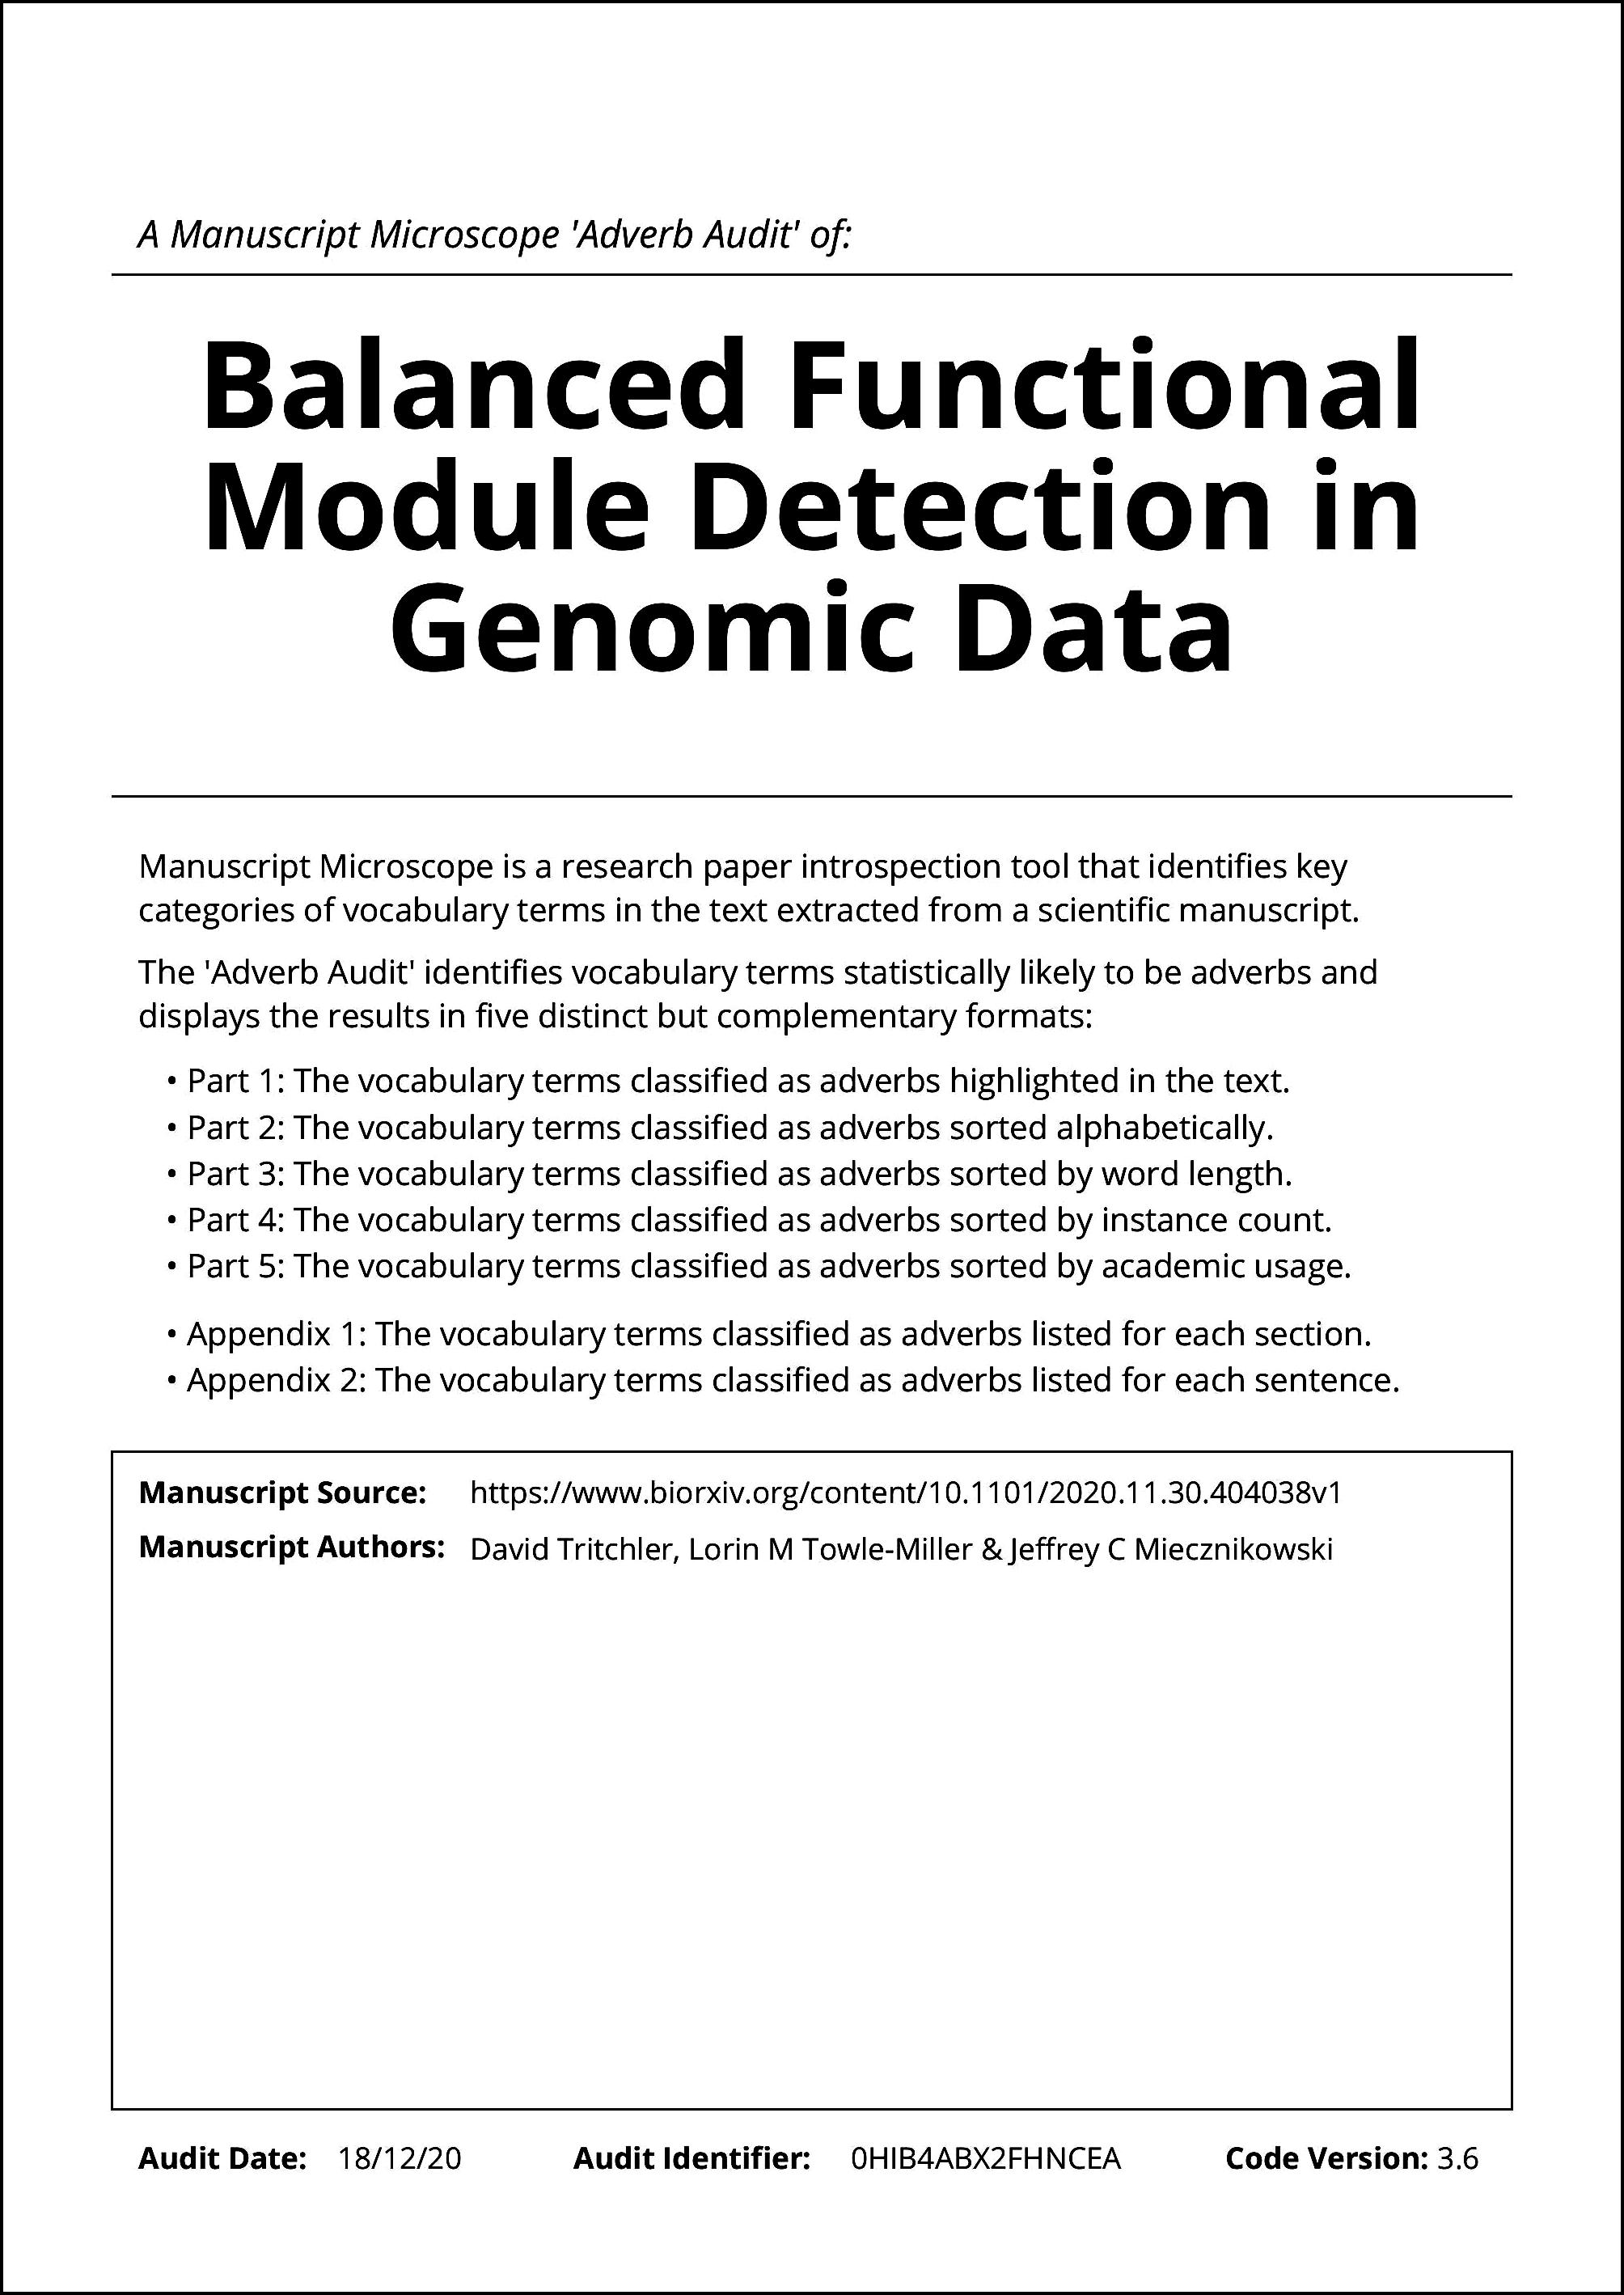 A Manuscript Microscope 'Adverb Audit' of:
Balanced Functional
Module Detection in
Genomic Data
Manuscript Microscope is a research paper introspection tool that identifies key
categories of vocabulary terms in the text extracted from a scientific manuscript.
The 'Adverb Audit' identifies vocabulary terms statistically likely to be adverbs and
displays the results in five distinct but complementary formats:
• Part 1: The vocabulary terms classified as adverbs highlighted in the text.
• Part 2: The vocabulary terms classified as adverbs sorted alphabetically.
• Part 3: The vocabulary terms classified as adverbs sorted by word length.
• Part 4: The vocabulary terms classified as adverbs sorted by instance count.
• Part 5: The vocabulary terms classified as adverbs sorted by academic usage.
• Appendix 1: The vocabulary terms classified as adverbs listed for each section.
• Appendix 2: The vocabulary terms classified as adverbs listed for each sentence.
Manuscript Source: https://www.biorxiv.org/content/10.1101/2020.11.30.404038v1
Manuscript Authors: David Tritchler, Lorin M Towle-Miller & Jeffrey C Miecznikowski
Audit Date: 18/12/20 Audit Identifier: 0HIB4ABX2FHNCEA Code Version: 3.6